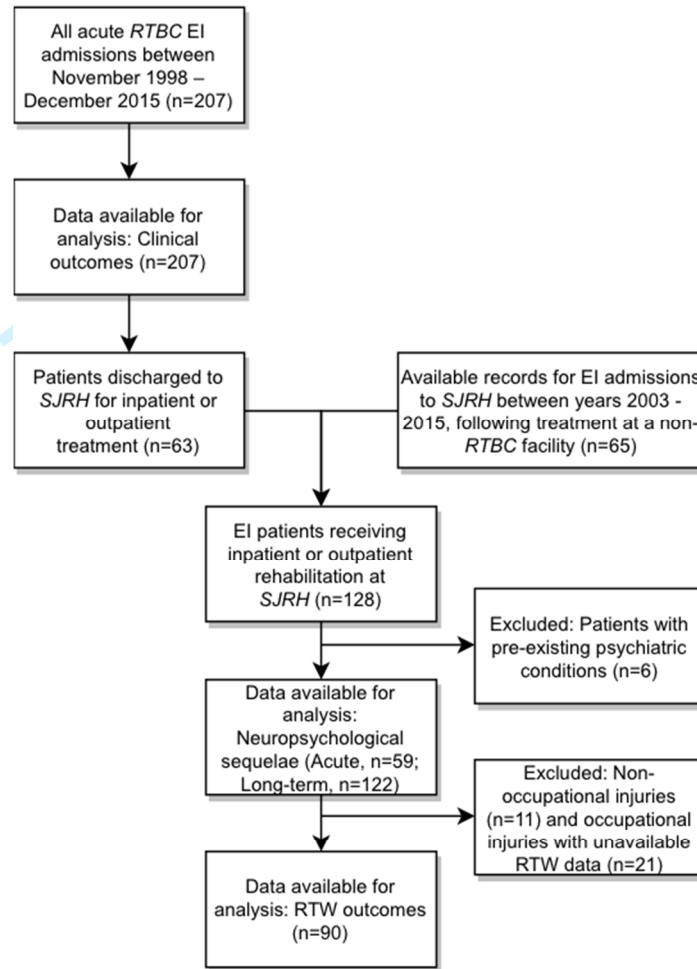 All acute RTBC EI
admissions between
November 1998 –
December 2015 (n=207)
Data available for
analysis: Clinical
outcomes (n=207)
Patients discharged to
SJRH for inpatient or
outpatient
treatment (n=63)
Available records for EI admissions
to SJRH between years 2003 -
2015, following treatment at a non-
RTBC facility (n=65)
EI patients receiving
inpatient or outpatient
rehabilitation at
SJRH (n=128)
Excluded: Patients with
pre-existing psychiatric
conditions (n=6)
Data available for
analysis:
Neuropsychological
sequelae (Acute, n=59;
Long-term, n=122)
Excluded: Non-
occupational injuries
(n=11) and occupational
injuries with unavailable
RTW data (n=21)
Data available for
analysis: RTW outcomes
(n=90)